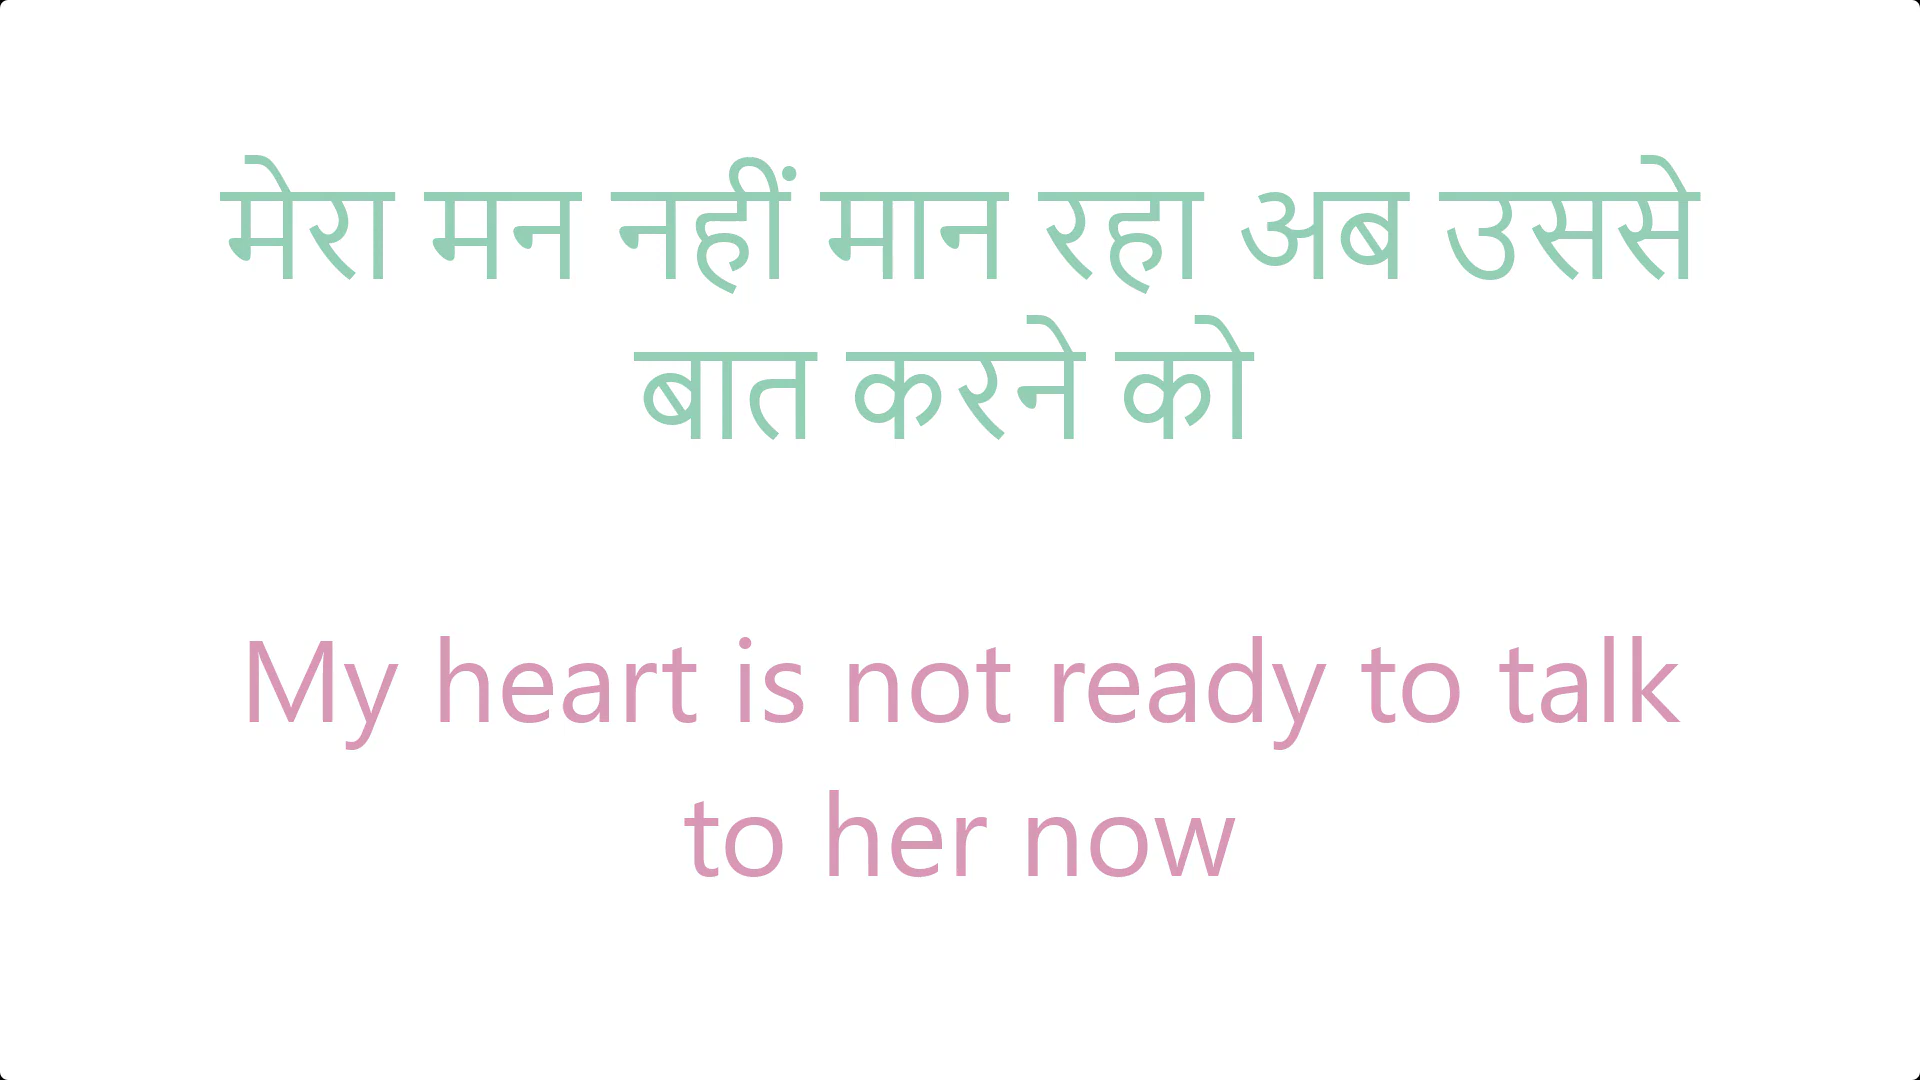 मेरा मन नहीं मान रहा अब उससे
बात करने को
My heart is not ready to talk
to her now